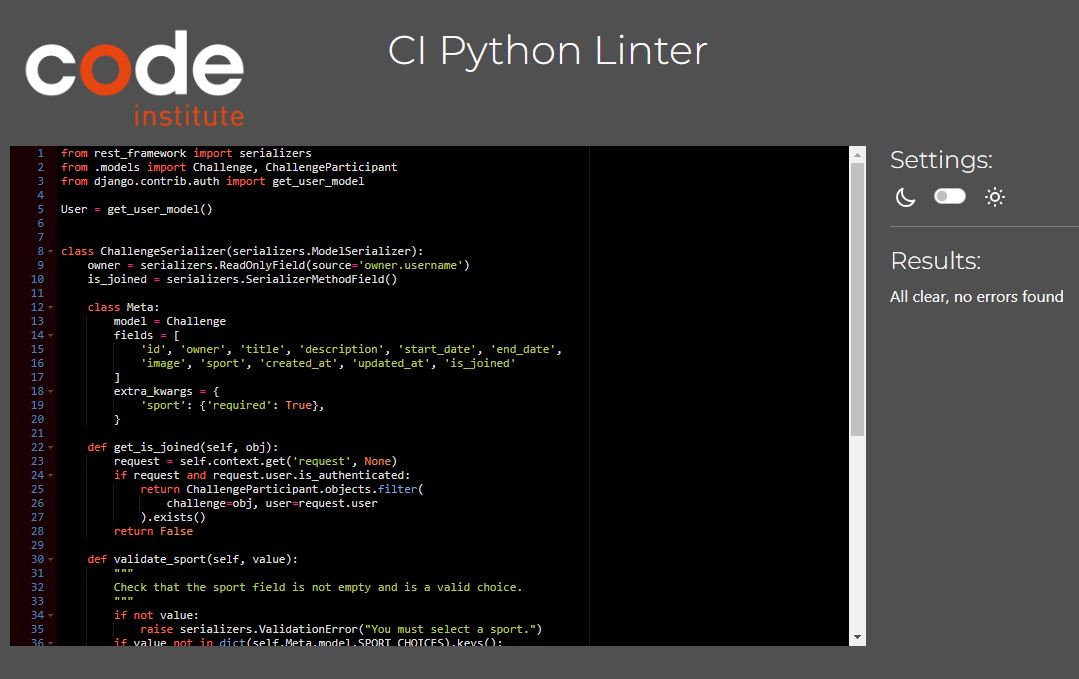 code
institute
CI Python Linter
1 from rest_framework import serializers
2 from .models import Challenge, ChallengeParticipant
3 from django.contrib.auth import get_user_model
4
5 User = get_user_model()
6
7
8 class ChallengeSerializer(serializers.ModelSerializer):
9     owner = serializers.ReadOnlyField(source='owner.username')
10     is_joined = serializers.SerializerMethodField()
11
12     class Meta:
13         model = Challenge
14         fields = [
15             'id', 'owner', 'title', 'description', 'start_date', 'end_date',
16             'image', 'sport', 'created_at', 'updated_at', 'is_joined'
17         ]
18         extra_kwargs = {
19             'sport': {'required': True},
20         }
21
22     def get_is_joined(self, obj):
23         request = self.context.get('request', None)
24         if request and request.user.is_authenticated:
25             return ChallengeParticipant.objects.filter(
26                 challenge=obj, user=request.user
27             ).exists()
28         return False
29
30     def validate_sport(self, value):
31         """
32         Check that the sport field is not empty and is a valid choice.
33         """
34         if not value:
35             raise serializers.ValidationError("You must select a sport.")
36         if value not in dict(self.Meta.model.SPORT_CHOICES).keys():
Settings:
Results:
All clear, no errors found